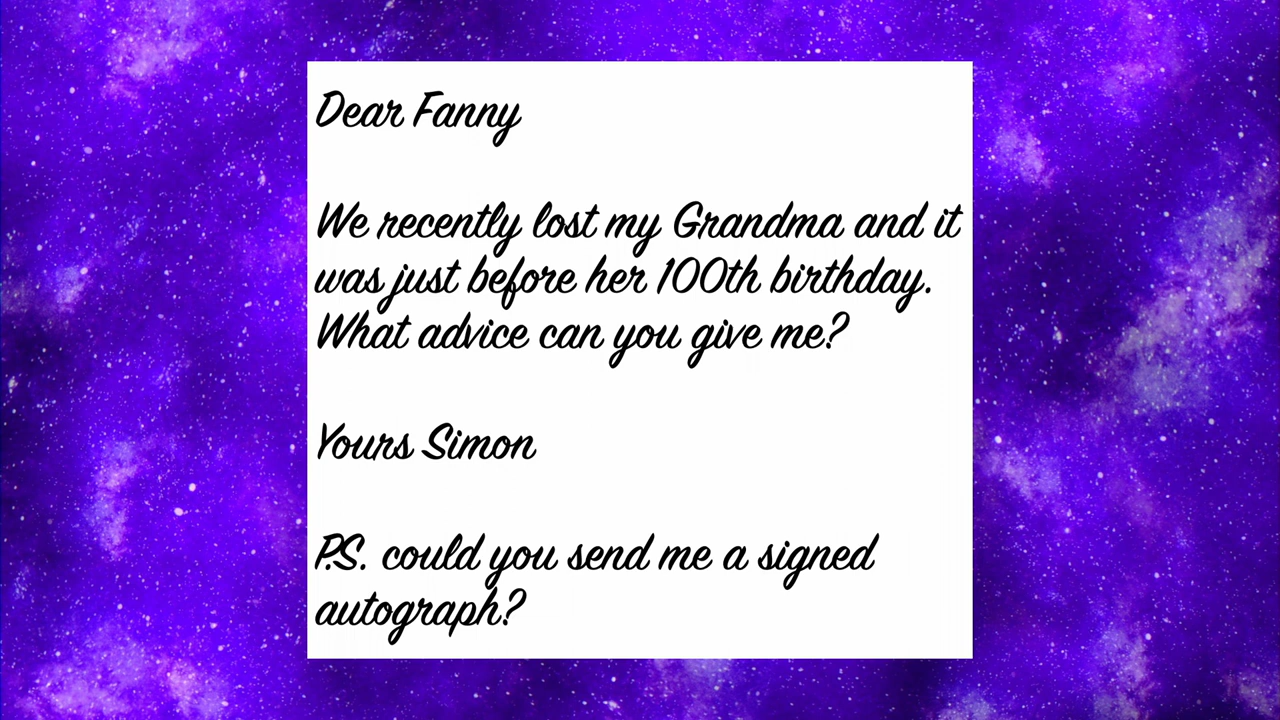 Dear Fanny
We recently lost my Grandma and it
was just before her 100th birthday.
What advice can you give me?
Yours Simon
P.S. could you send me a signed
autograph?